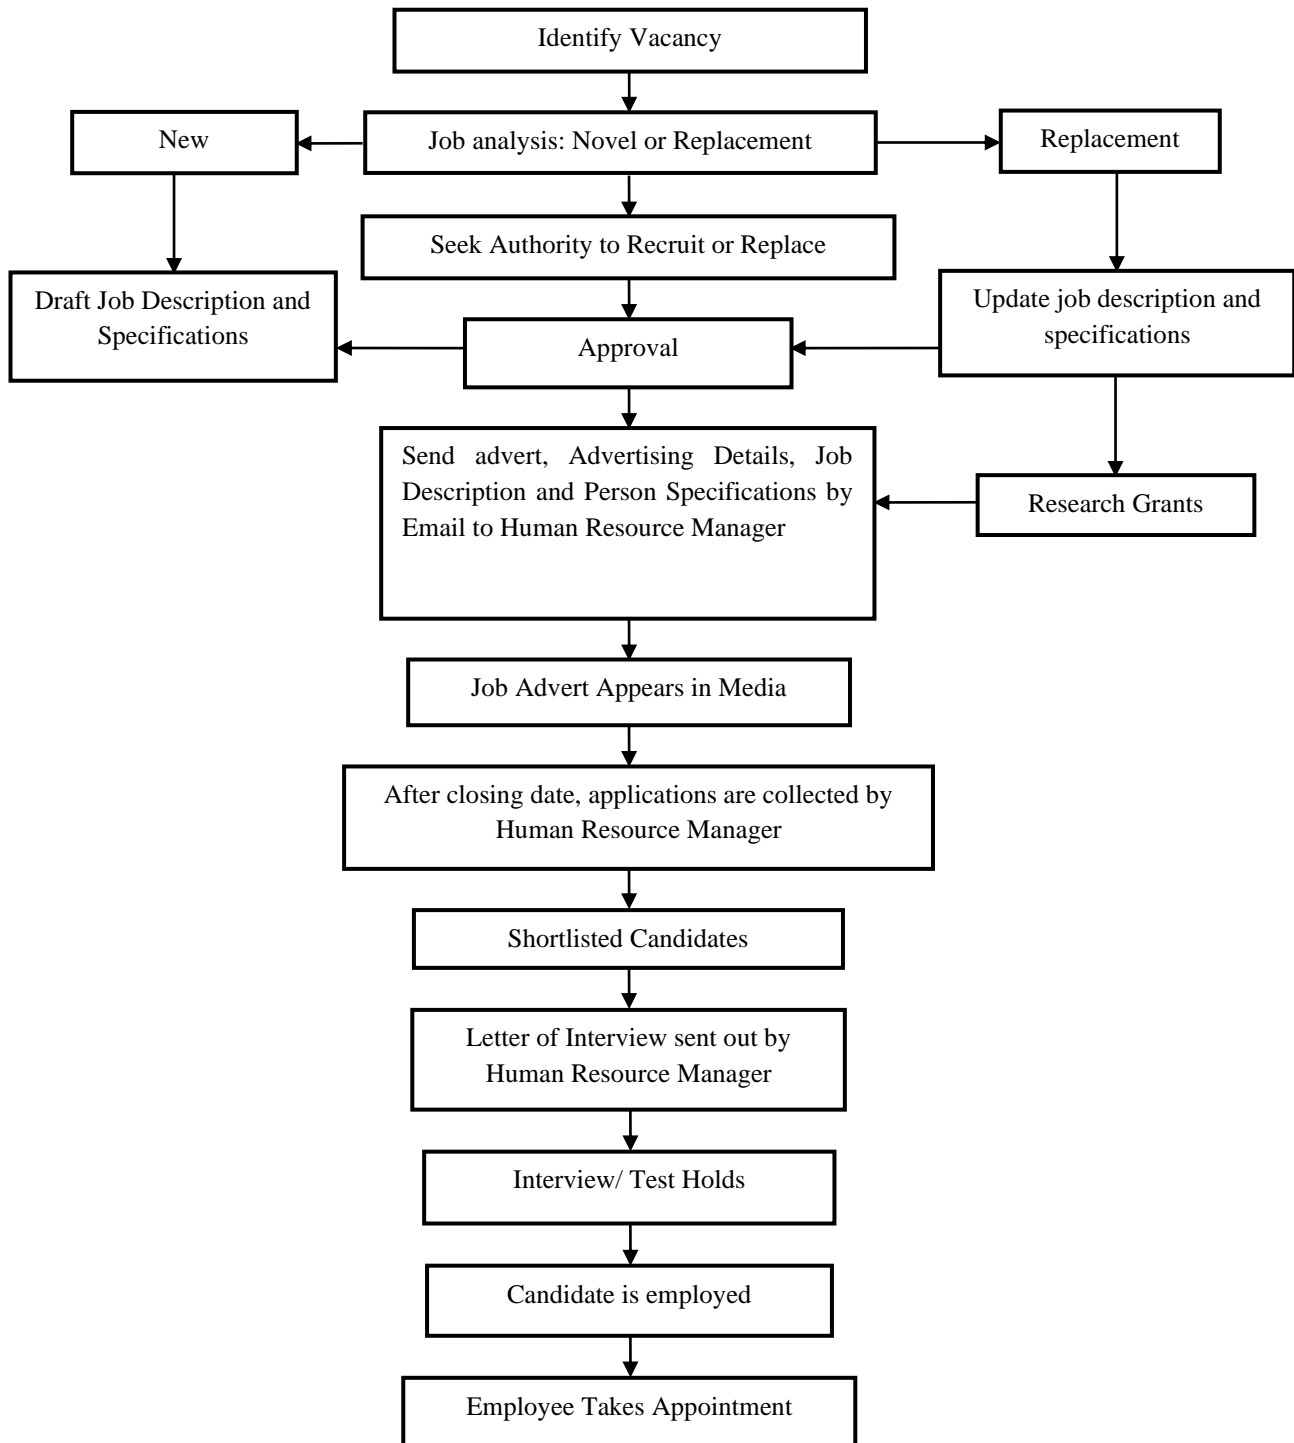 Identify Vacancy
New
Job analysis: Novel or Replacement
Replacement
Seek Authority to Recruit or Replace
Draft Job Description and
Specifications
Approval
Update job description and
specifications
Send advert, Advertising Details, Job
Description and Person Specifications by
Email to Human Resource Manager
Research Grants
Job Advert Appears in Media
After closing date, applications are collected by
Human Resource Manager
Shortlisted Candidates
Letter of Interview sent out by
Human Resource Manager
Interview/ Test Holds
Candidate is employed
Employee Takes Appointment